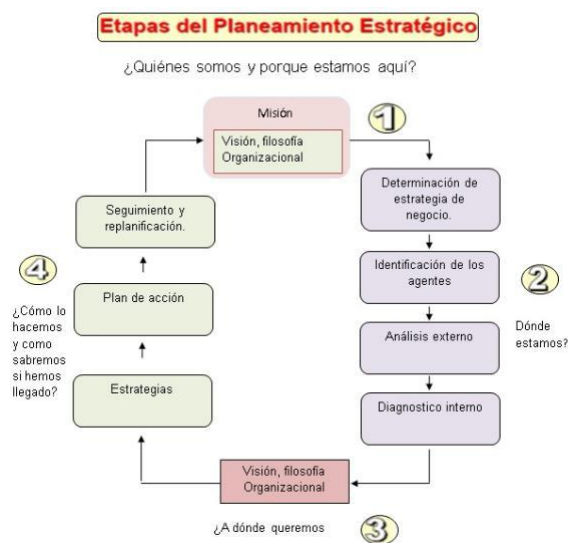 Etapas del Planeamiento Estratégico
¿Quiénes somos y porque estamos aquí?
Misión
Visión, filosofía
Organizacional
1
Determinación de
estrategia de
negocio.
Identificación de los
agentes
2
Análisis externo
Dónde
estamos?
Diagnostico interno
Visión, filosofía
Organizacional
¿A dónde queremos
3
Estrategias
Plan de acción
Seguimiento y
replanificación.
4
¿Cómo lo
hacemos
y como
sabremos
si hemos
llegado?